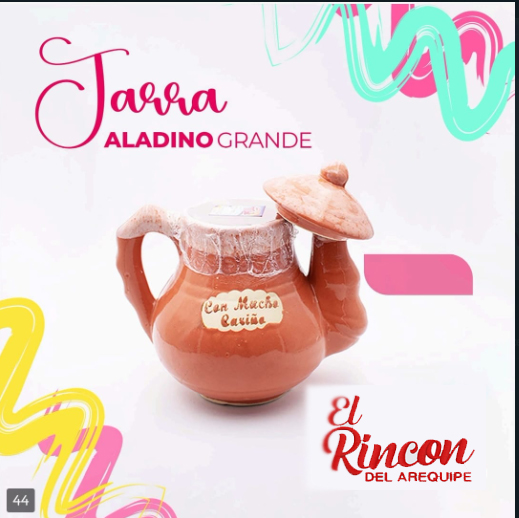 Jarra
ALADINO GRANDE
Con Mucho
Cariño
El
Rincon
DEL AREQUIPE
44